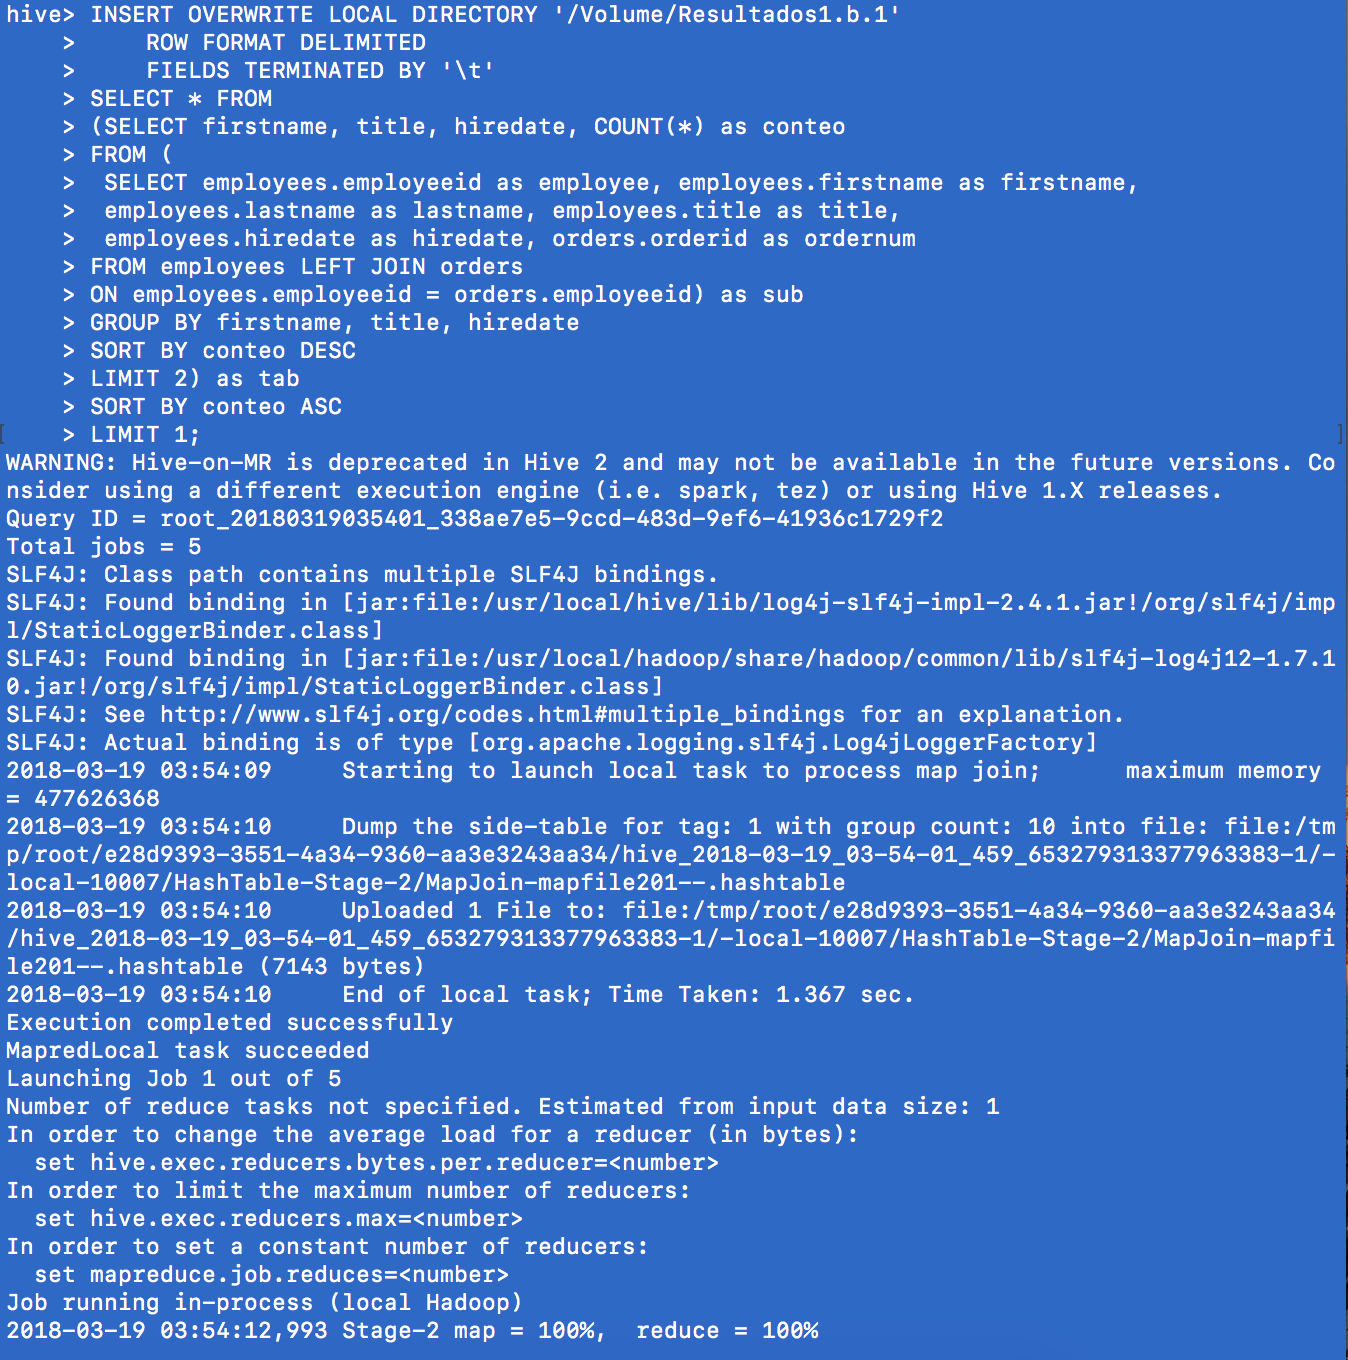 hive> INSERT OVERWRITE LOCAL DIRECTORY '/Volume/Resultados1.b.1'
    >     ROW FORMAT DELIMITED
    >     FIELDS TERMINATED BY '\t'
    > SELECT * FROM
    > (SELECT firstname, title, hiredate, COUNT(*) as conteo
    > FROM (
    >  SELECT employees.employeeid as employee, employees.firstname as firstname,
    >  employees.lastname as lastname, employees.title as title,
    >  employees.hiredate as hiredate, orders.orderid as ordernum
    > FROM employees LEFT JOIN orders
    > ON employees.employeeid = orders.employeeid) as sub
    > GROUP BY firstname, title, hiredate
    > SORT BY conteo DESC
    > LIMIT 2) as tab
    > SORT BY conteo ASC
[    > LIMIT 1;                                                                                 ]
WARNING: Hive-on-MR is deprecated in Hive 2 and may not be available in the future versions. Co
nsider using a different execution engine (i.e. spark, tez) or using Hive 1.X releases.
Query ID = root_20180319035401_338ae7e5-9ccd-483d-9ef6-41936c1729f2
Total jobs = 5
SLF4J: Class path contains multiple SLF4J bindings.
SLF4J: Found binding in [jar:file:/usr/local/hive/lib/log4j-slf4j-impl-2.4.1.jar!/org/slf4j/imp
l/StaticLoggerBinder.class]
SLF4J: Found binding in [jar:file:/usr/local/hadoop/share/hadoop/common/lib/slf4j-log4j12-1.7.1
0.jar!/org/slf4j/impl/StaticLoggerBinder.class]
SLF4J: See http://www.slf4j.org/codes.html#multiple_bindings for an explanation.
SLF4J: Actual binding is of type [org.apache.logging.slf4j.Log4jLoggerFactory]
2018-03-19 03:54:09     Starting to launch local task to process map join;      maximum memory
= 477626368
2018-03-19 03:54:10     Dump the side-table for tag: 1 with group count: 10 into file: file:/tm
p/root/e28d9393-3551-4a34-9360-aa3e3243aa34/hive_2018-03-19_03-54-01_459_653279313377963383-1/-
local-10007/HashTable-Stage-2/MapJoin-mapfile201--.hashtable
2018-03-19 03:54:10     Uploaded 1 File to: file:/tmp/root/e28d9393-3551-4a34-9360-aa3e3243aa34
/hive_2018-03-19_03-54-01_459_653279313377963383-1/-local-10007/HashTable-Stage-2/MapJoin-mapfi
le201--.hashtable (7143 bytes)
2018-03-19 03:54:10     End of local task; Time Taken: 1.367 sec.
Execution completed successfully
MapredLocal task succeeded
Launching Job 1 out of 5
Number of reduce tasks not specified. Estimated from input data size: 1
In order to change the average load for a reducer (in bytes):
  set hive.exec.reducers.bytes.per.reducer=<number>
In order to limit the maximum number of reducers:
  set hive.exec.reducers.max=<number>
In order to set a constant number of reducers:
  set mapreduce.job.reduces=<number>
Job running in-process (local Hadoop)
2018-03-19 03:54:12,993 Stage-2 map = 100%,  reduce = 100%